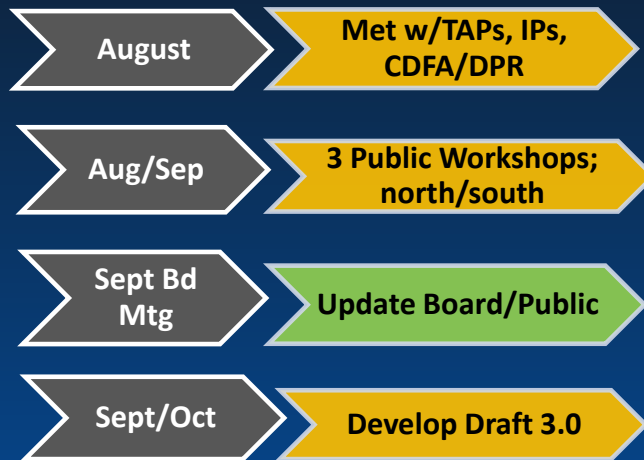 August
Met w/TAPs, IPs,
CDFA/DPR
Aug/Sep
3 Public Workshops;
north/south
Sept Bd
Mtg
Update Board/Public
Sept/Oct
Develop Draft 3.0